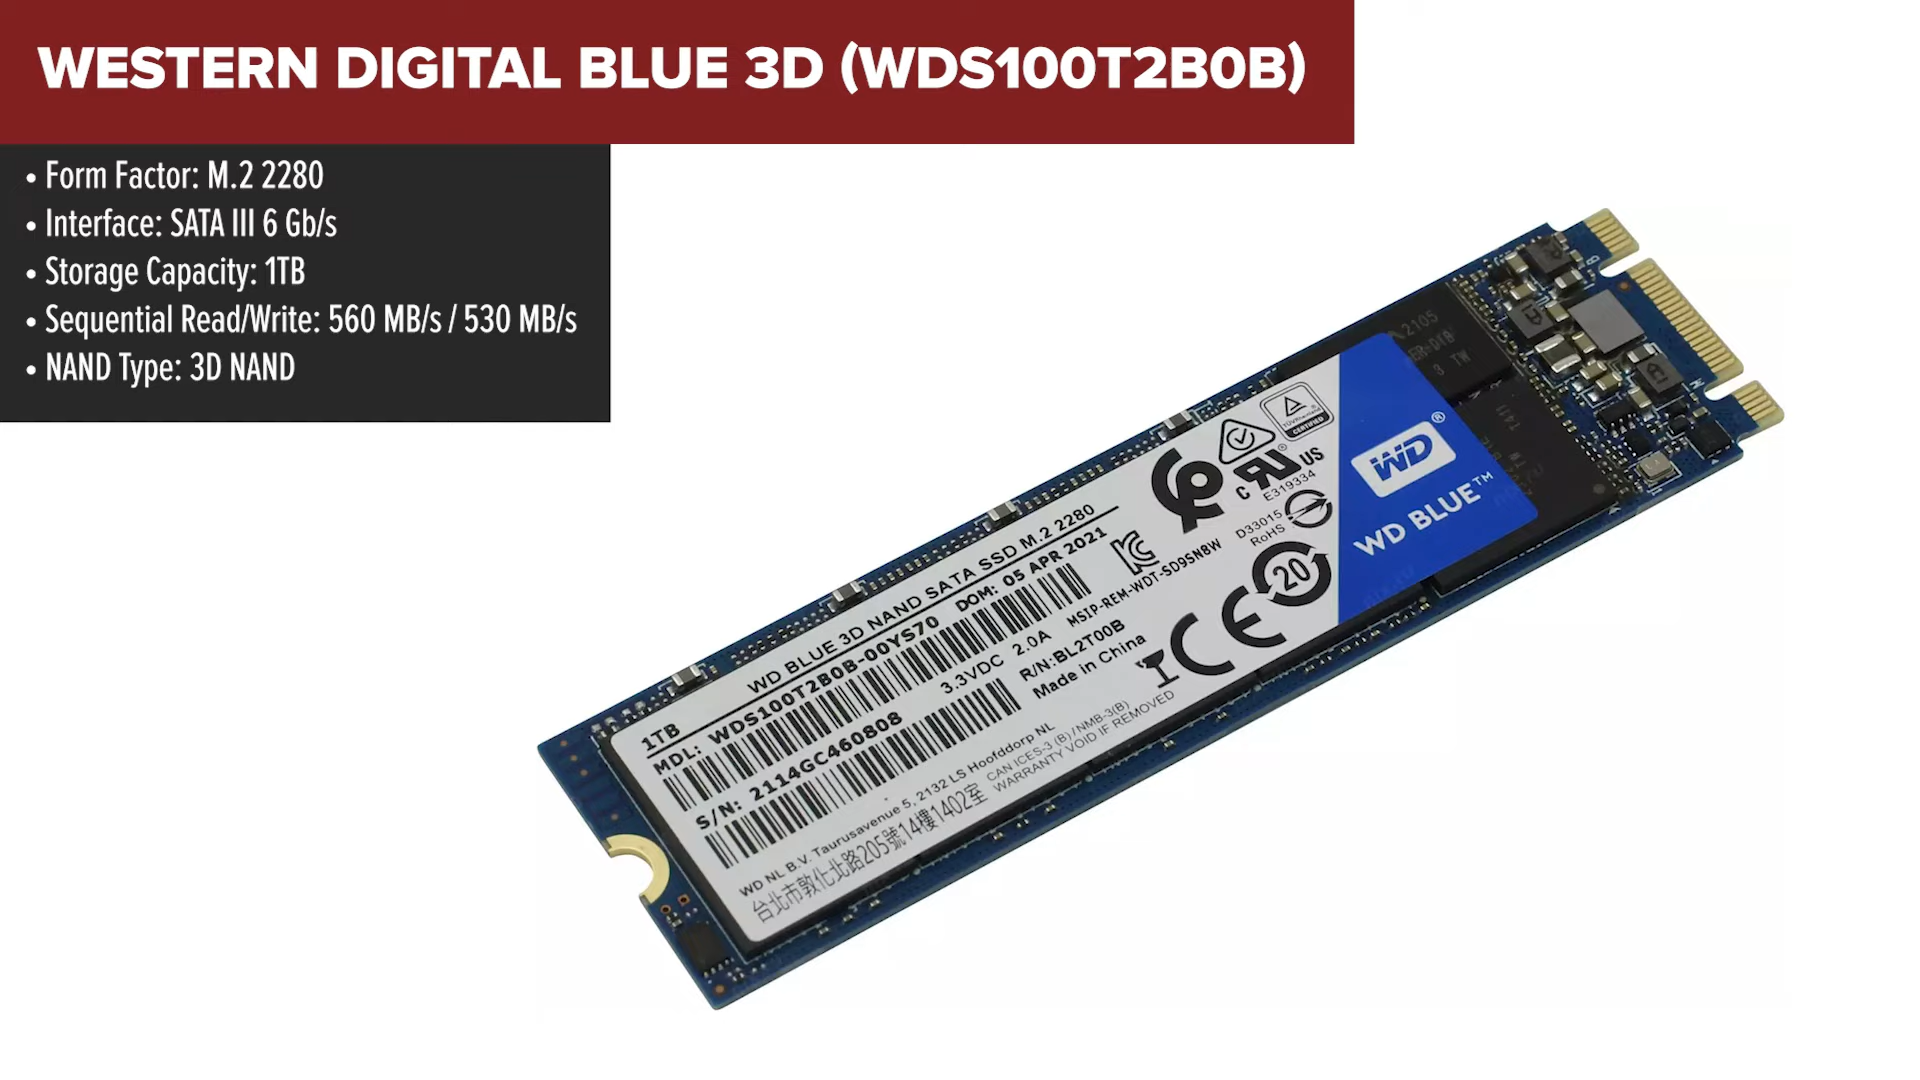 WESTERN DIGITAL BLUE 3D (WDS100T2B0B)
• Form Factor: M.2 2280
• Interface: SATA III 6 Gb/s
• Storage Capacity: 1TB
• Sequential Read/Write: 560 MB/s / 530 MB/s
• NAND Type: 3D NAND
WD®
WD BLUE™
TÜVRheinland
CERTIFIED
C US
E319334
D33015
RoHS
20
CE
1TB
WD BLUE 3D NAND SATA SSD M.2 2280
MDL: WDS100T2B0B-00YS70
DOM: 05 APR 2021
S/N: 2114GC460808
3.3VDC 2.0A
MSIP-REM-WDT-SD9SN8W
R/N:BL2T00B
Made in China
WD NL B.V. Taurusavenue 5, 2132 LS Hoofddorp NL
CAN ICES-3 (B)/NMB-3(B)
WARRANTY VOID IF REMOVED
台北市敦化北路205號14樓1402室
2105